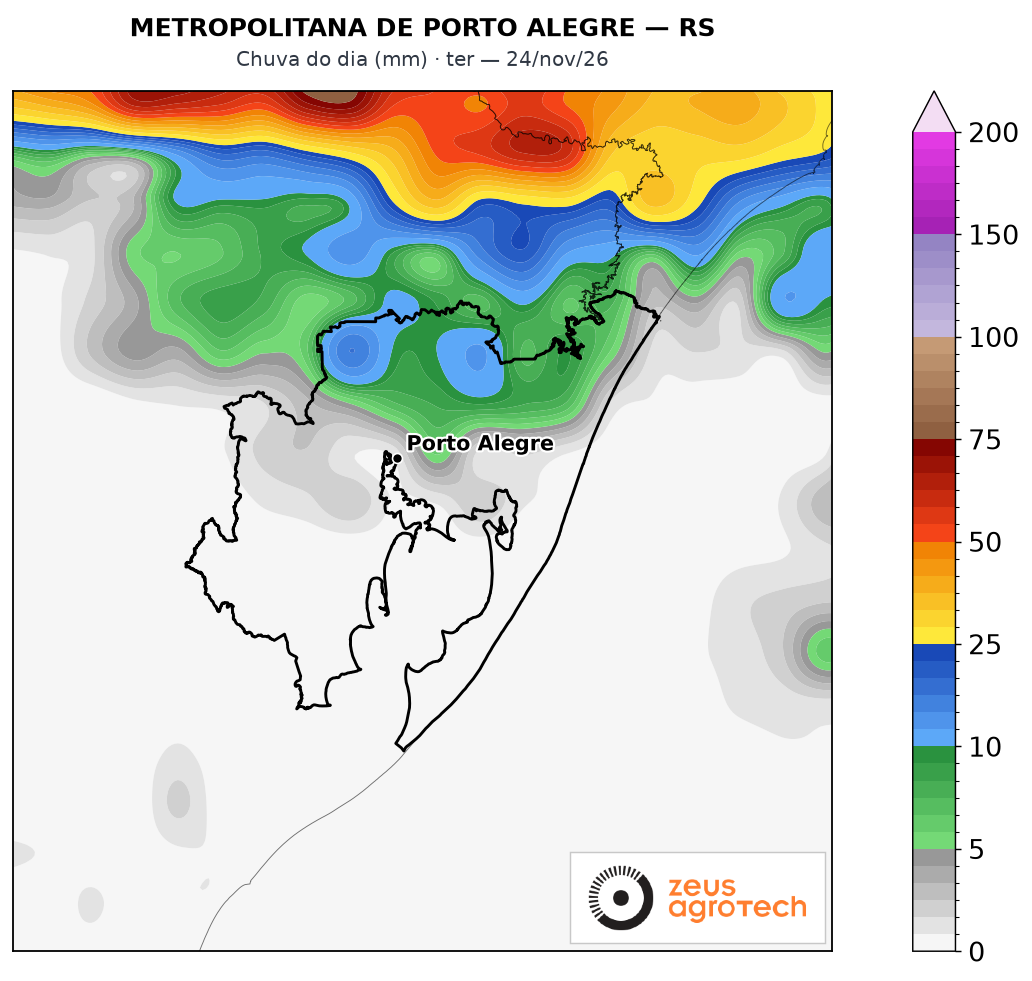 METROPOLITANA DE PORTO ALEGRE — RS
Chuva do dia (mm) · ter — 24/nov/26
200
150
100
75
50
25
10
5
0
Porto Alegre
zeus
agrotech